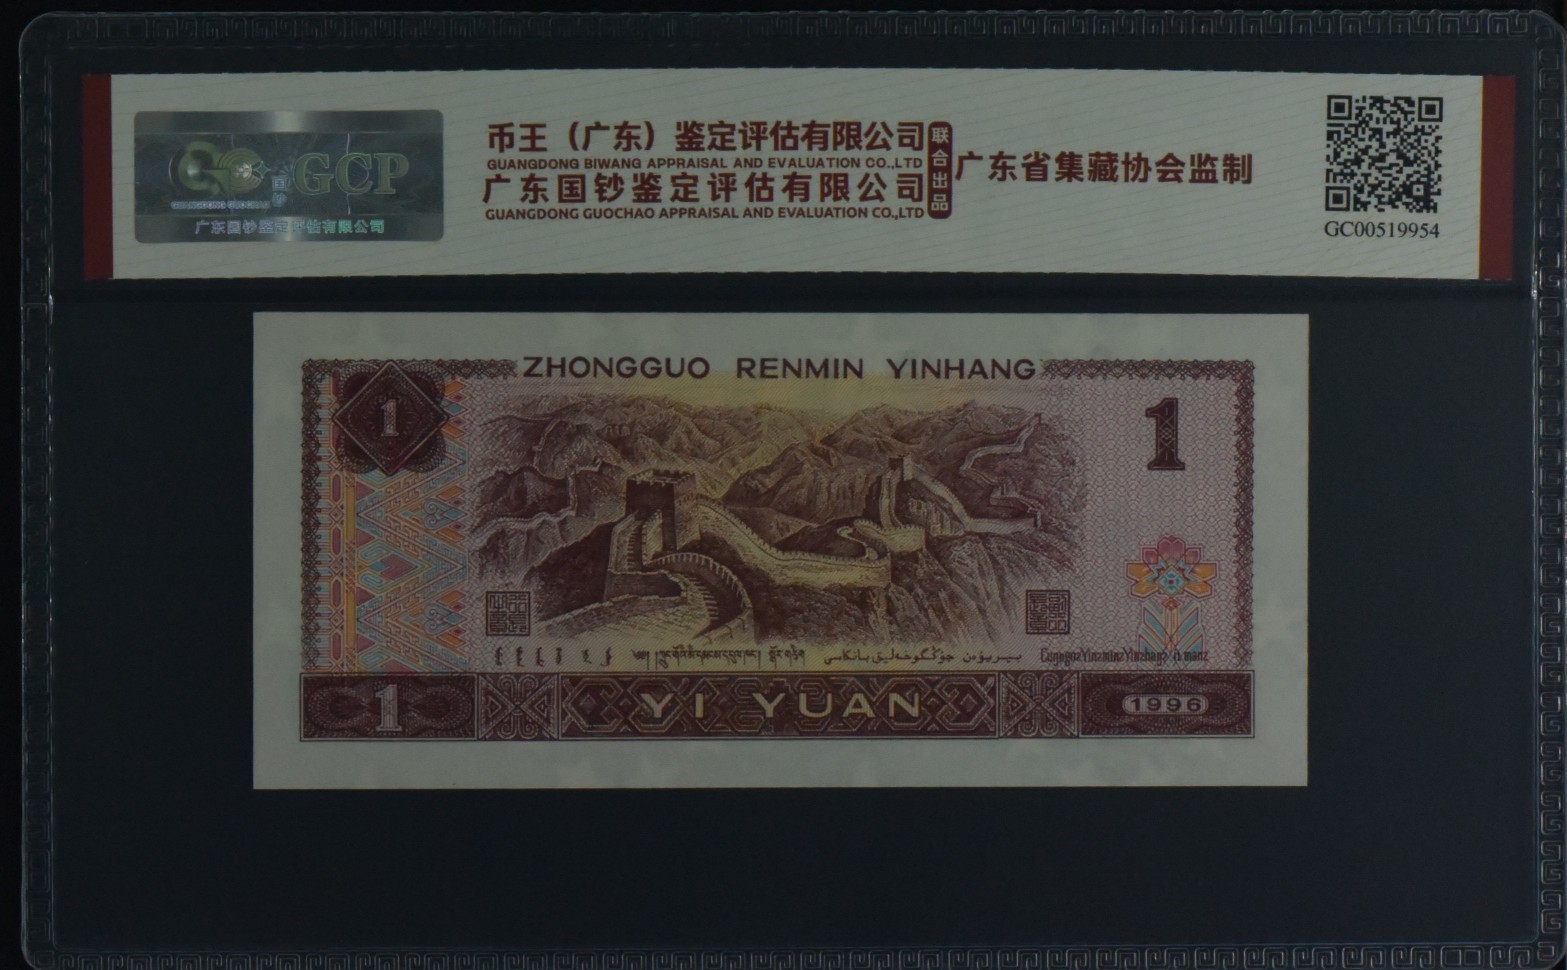 GCP
广东国钞鉴定评估有限公司
币王（广东）鉴定评估有限公司
GUANGDONG BIWANG APPRAISAL AND EVALUATION CO.,LTD
广东国钞鉴定评估有限公司
GUANGDONG GUOCHAO APPRAISAL AND EVALUATION CO.,LTD
联合出品
广东省集藏协会监制
GC00519954
ZHONGGUO RENMIN YINHANG
1
1
1
YI YUAN
1996